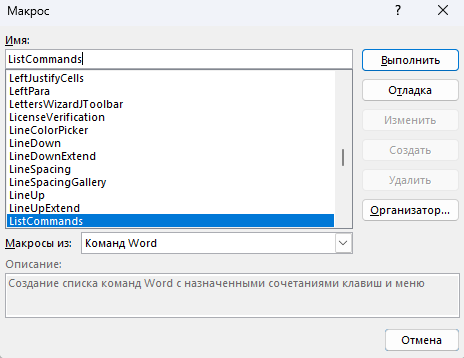 Макрос
?
Имя:
ListCommands
Выполнить
LeftJustifyCells
LeftPara
LettersWizardJToolbar
LicenseVerification
LineColorPicker
LineDown
LineDownExtend
LineSpacing
LineSpacingGallery
LineUp
LineUpExtend
ListCommands
Отладка
Изменить
Создать
Удалить
Организатор...
Макросы из: Команд Word
Описание:
Создание списка команд Word с назначенными сочетаниями клавиш и меню
Отмена